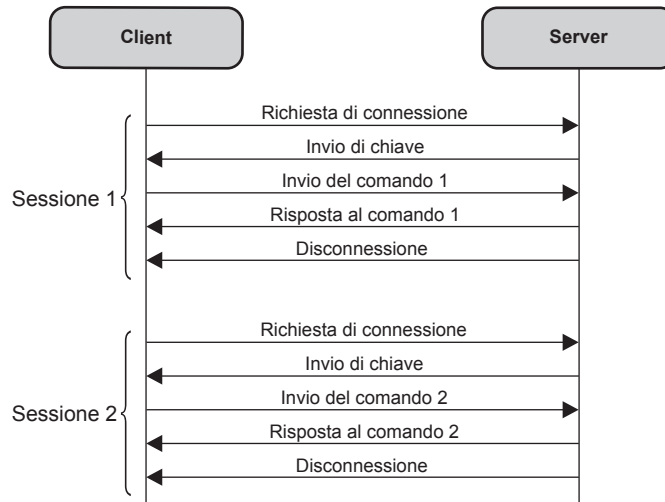 Client
Server
Richiesta di connessione
Invio di chiave
Invio del comando 1
Sessione 1
Risposta al comando 1
Disconnessione
Richiesta di connessione
Invio di chiave
Invio del comando 2
Sessione 2
Risposta al comando 2
Disconnessione